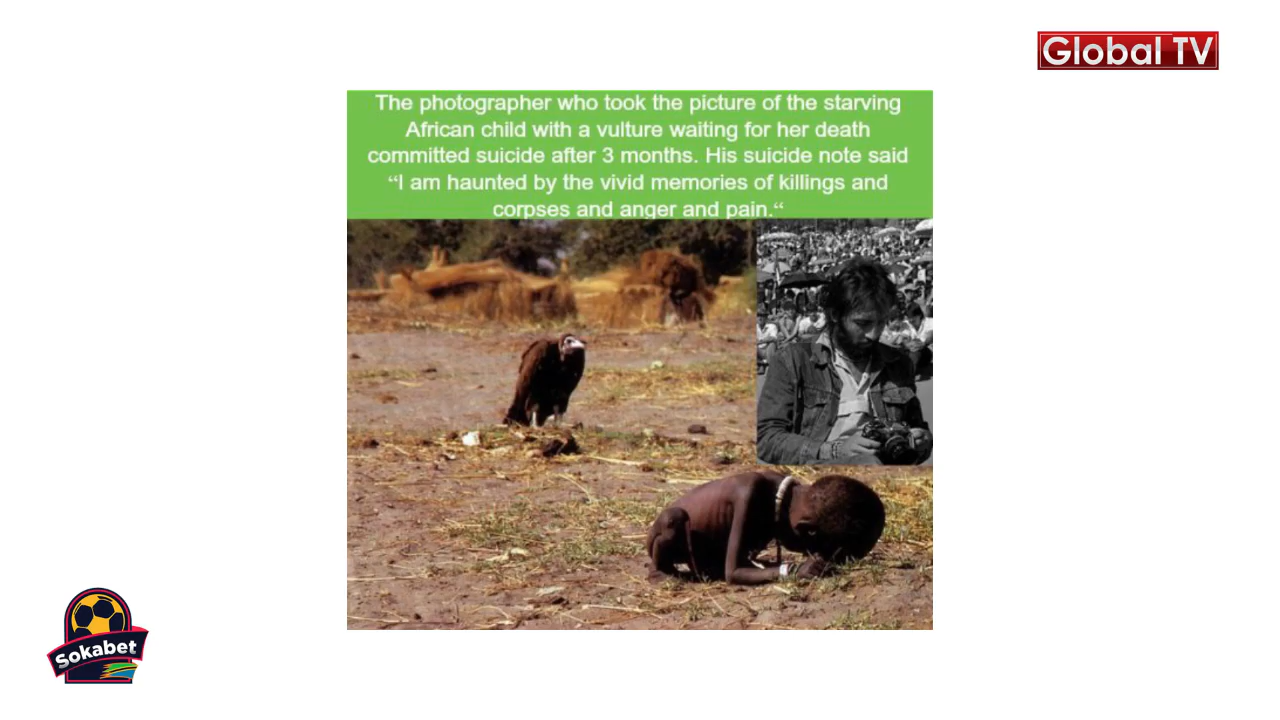 Global TV
The photographer who took the picture of the starving
African child with a vulture waiting for her death
committed suicide after 3 months. His suicide note said
“I am haunted by the vivid memories of killings and
corpses and anger and pain.“
Sokabet